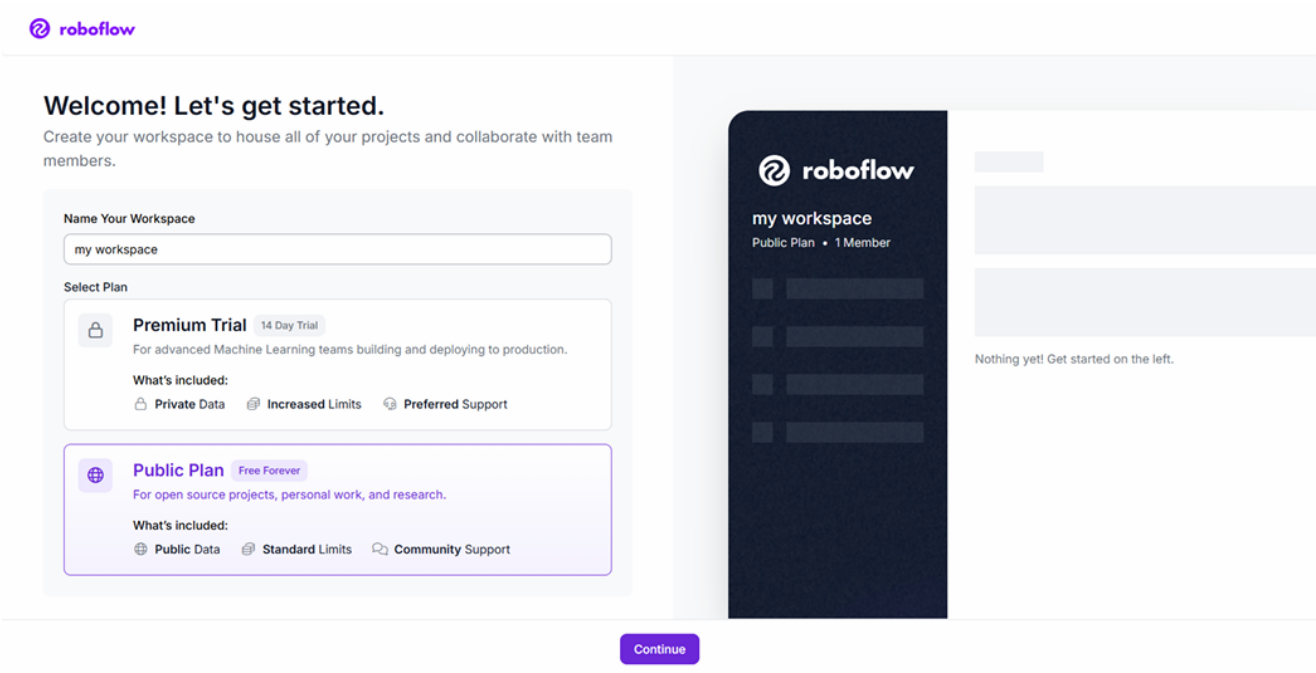 roboflow
Welcome! Let's get started.
Create your workspace to house all of your projects and collaborate with team
members.
Name Your Workspace
my workspace
Select Plan
Premium Trial 14 Day Trial
For advanced Machine Learning teams building and deploying to production.
What's included:
Private Data Increased Limits Preferred Support
Public Plan Free Forever
For open source projects, personal work, and research.
What's included:
Public Data Standard Limits Community Support
roboflow
my workspace
Public Plan • 1 Member
Nothing yet! Get started on the left.
Continue